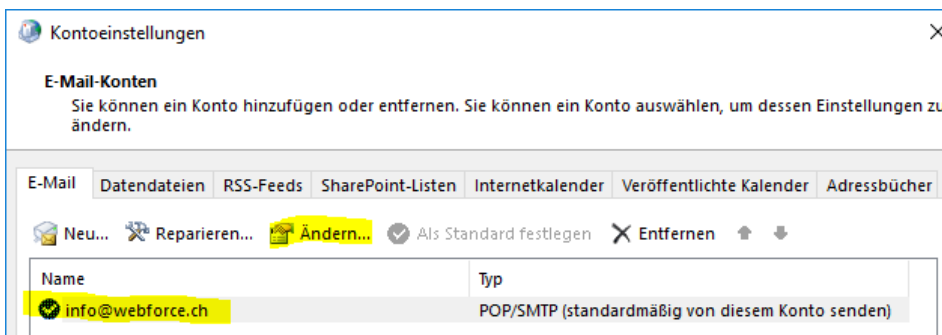 Kontoeinstellungen
E-Mail-Konten
Sie können ein Konto hinzufügen oder entfernen. Sie können ein Konto auswählen, um dessen Einstellungen zu
ändern.
E-Mail Datendateien RSS-Feeds SharePoint-Listen Internetkalender Veröffentlichte Kalender Adressbücher
Neu... Reparieren... Ändern... Als Standard festlegen Entfernen
Name Typ
info@webforce.ch POP/SMTP (standardmäßig von diesem Konto senden)